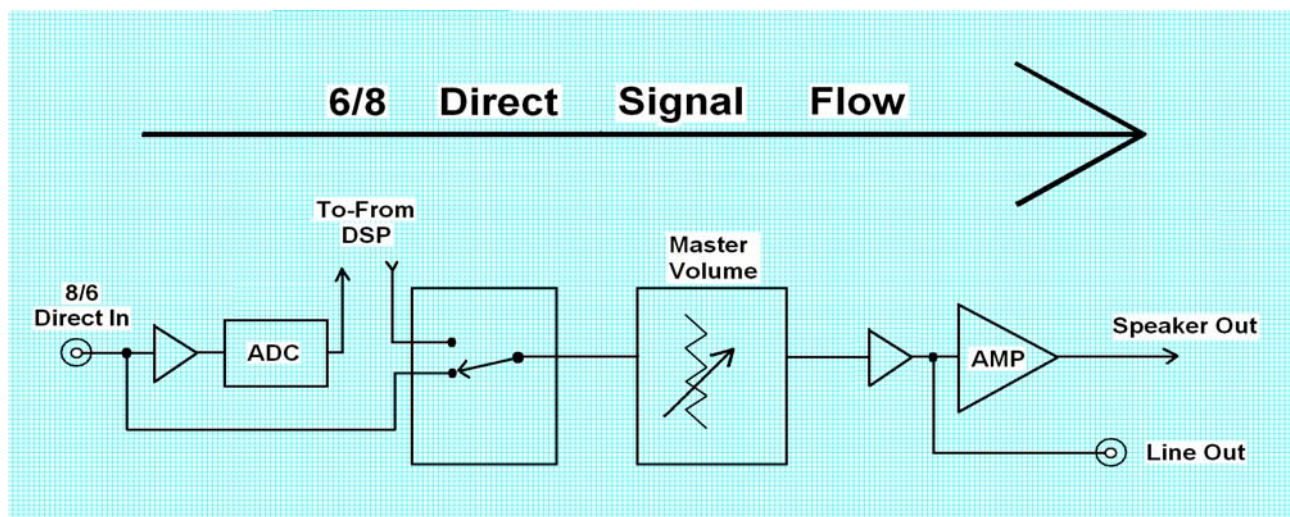 6/8 Direct Signal Flow
To-From
DSP
Master
Volume
8/6
Direct In
ADC
AMP
Speaker Out
Line Out